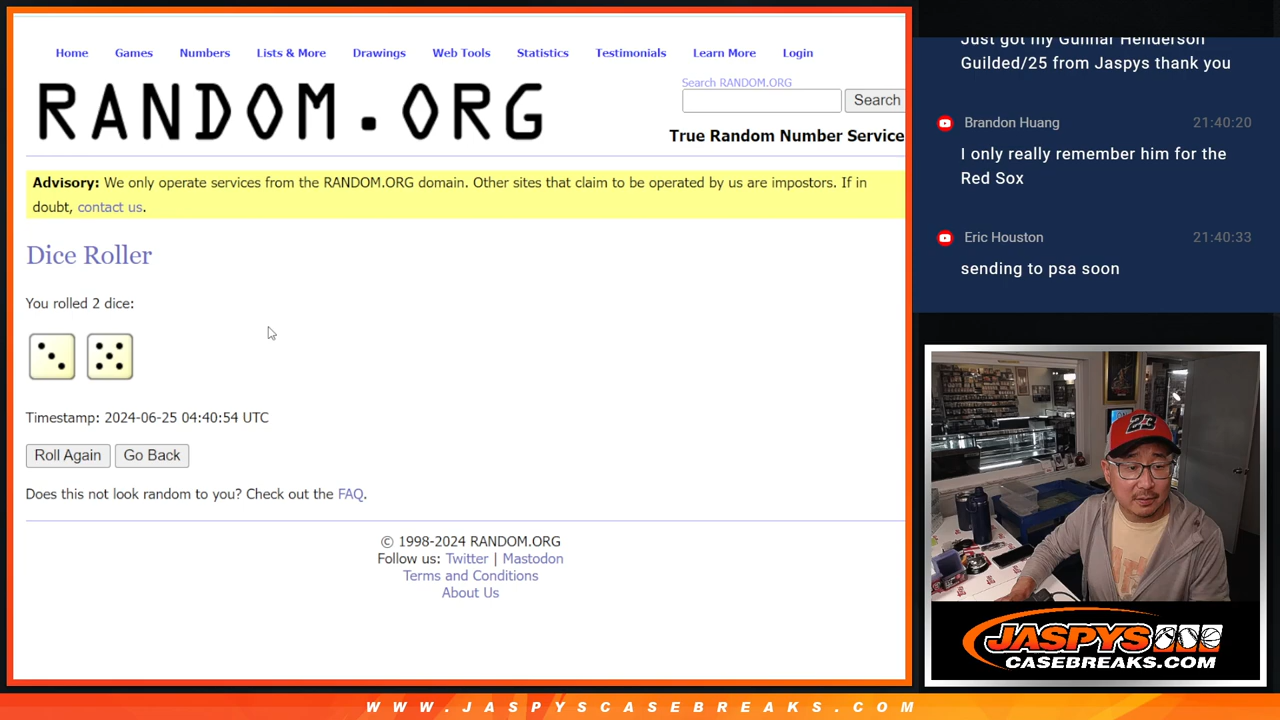 Home Games Numbers Lists & More Drawings Web Tools Statistics Testimonials Learn More Login
RANDOM.ORG
Search RANDOM.ORG
Search
True Random Number Service
Advisory: We only operate services from the RANDOM.ORG domain. Other sites that claim to be operated by us are impostors. If in
doubt, contact us.
Dice Roller
You rolled 2 dice:
Timestamp: 2024-06-25 04:40:54 UTC
Roll Again Go Back
Does this not look random to you? Check out the FAQ.
© 1998-2024 RANDOM.ORG
Follow us: Twitter | Mastodon
Terms and Conditions
About Us
Just got my Gunnar Henderson
Guilded/25 from Jaspys thank you
Brandon Huang 21:40:20
I only really remember him for the
Red Sox
Eric Houston 21:40:33
sending to psa soon
23
JASPYS
CASEBREAKS.COM
WWW.JASPYSCASEBREAKS.COM